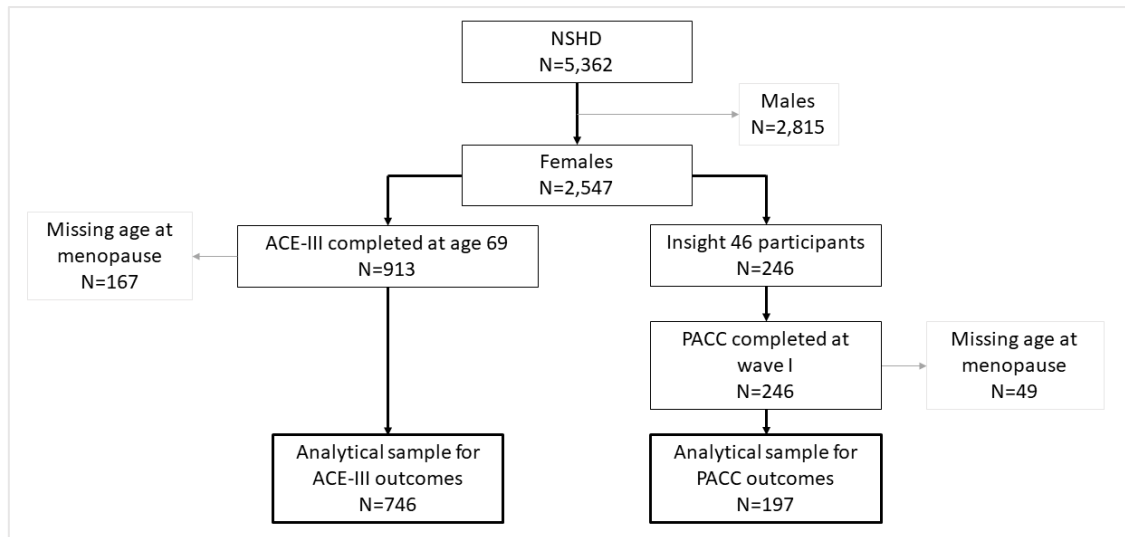 NSHD
N=5,362
Males
N=2,815
Females
N=2,547
Missing age at
menopause
N=167
ACE-III completed at age 69
N=913
Insight 46 participants
N=246
PACC completed at
wave I
N=246
Missing age at
menopause
N=49
Analytical sample for
ACE-III outcomes
N=746
Analytical sample for
PACC outcomes
N=197